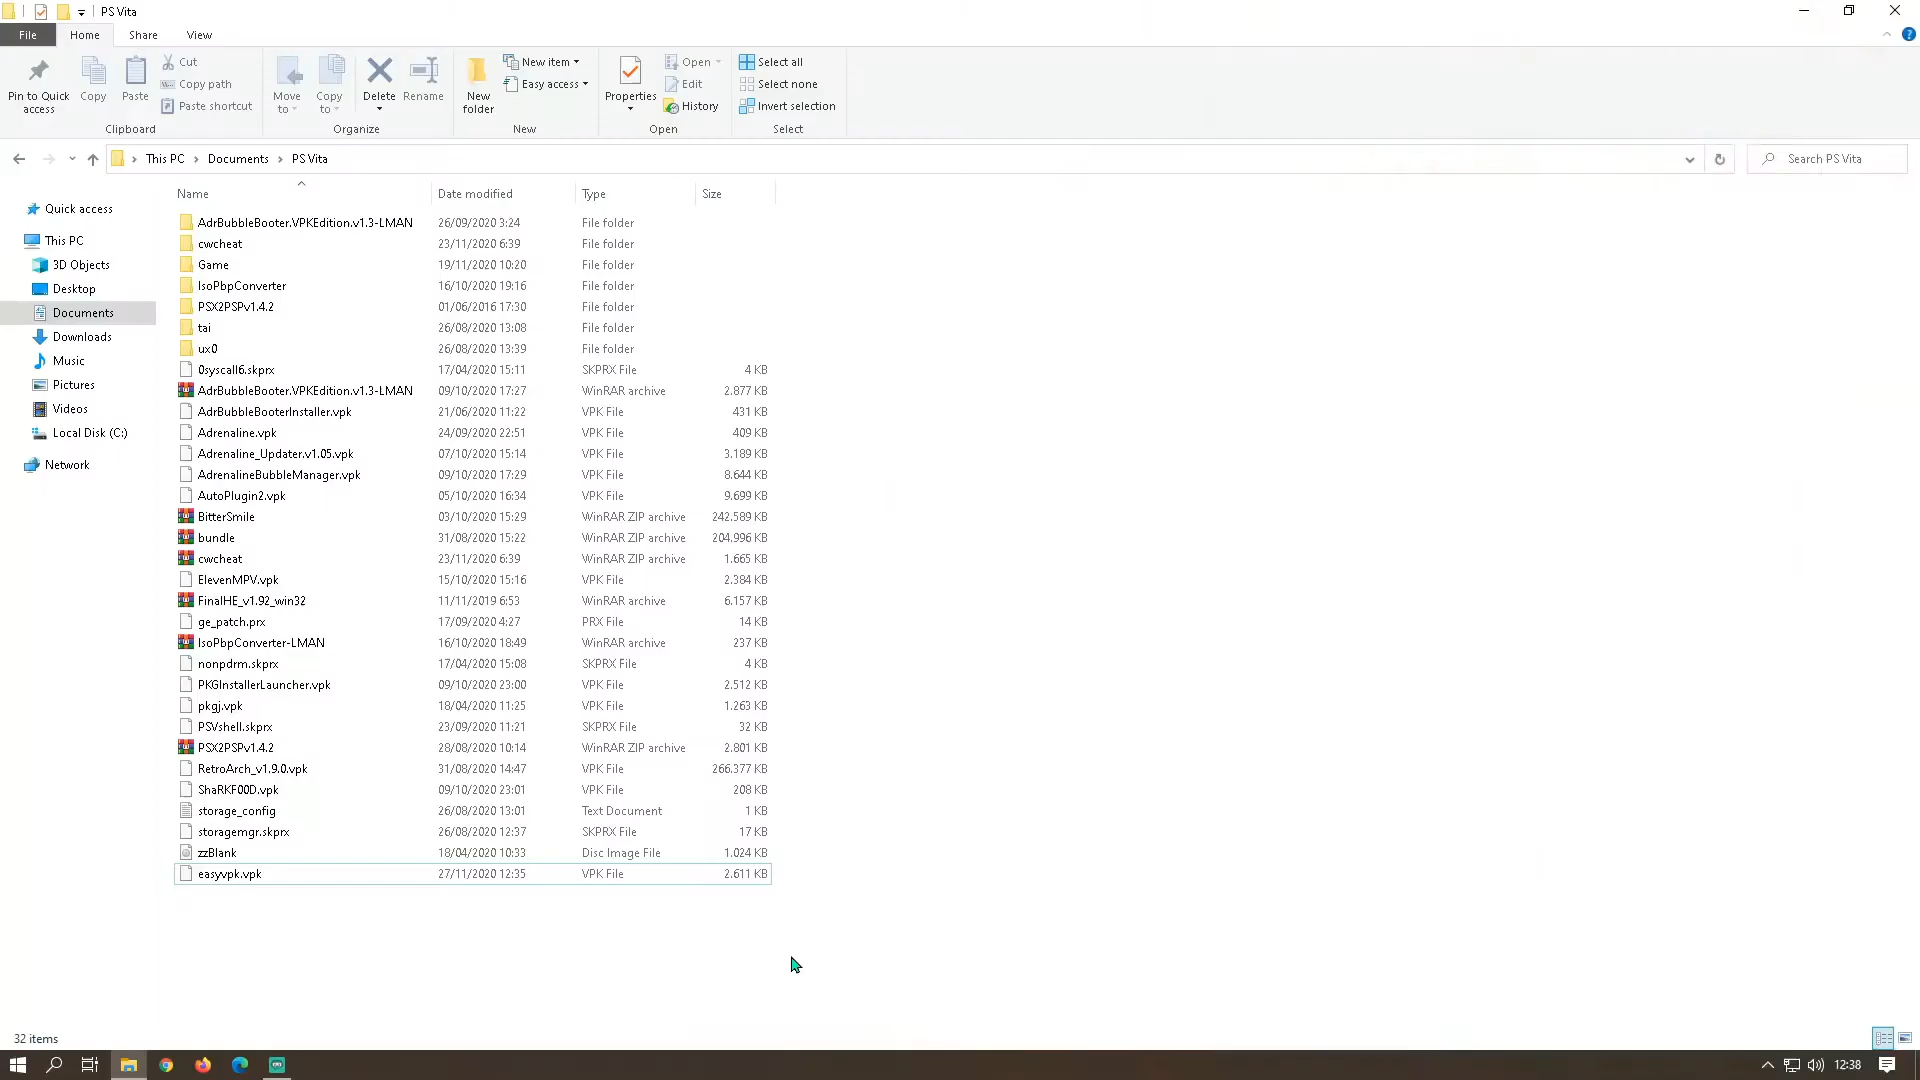 PS Vita
File Home Share View
Pin to Quick access
Copy
Paste
Cut
Copy path
Paste shortcut
Clipboard
Move to
Copy to
Delete
Rename
Organize
New folder
New item
Easy access
New
Properties
Open
Edit
History
Open
Select all
Select none
Invert selection
Select
This PC › Documents › PS Vita
Search PS Vita
Quick access
This PC
3D Objects
Desktop
Documents
Downloads
Music
Pictures
Videos
Local Disk (C:)
Network
Name Date modified Type Size
AdrBubbleBooter.VPKEdition.v1.3-LMAN 26/09/2020 3:24 File folder
cwcheat 23/11/2020 6:39 File folder
Game 19/11/2020 10:20 File folder
IsoPbpConverter 16/10/2020 19:16 File folder
PSX2PSPv1.4.2 01/06/2016 17:30 File folder
tai 26/08/2020 13:08 File folder
ux0 26/08/2020 13:39 File folder
0syscall6.skprx 17/04/2020 15:11 SKPRX File 4 KB
AdrBubbleBooter.VPKEdition.v1.3-LMAN 09/10/2020 17:27 WinRAR archive 2.877 KB
AdrBubbleBooterInstaller.vpk 21/06/2020 11:22 VPK File 431 KB
Adrenaline.vpk 24/09/2020 22:51 VPK File 409 KB
Adrenaline_Updater.v1.05.vpk 07/10/2020 15:14 VPK File 3.189 KB
AdrenalineBubbleManager.vpk 09/10/2020 17:29 VPK File 8.644 KB
AutoPlugin2.vpk 05/10/2020 16:34 VPK File 9.699 KB
BitterSmile 03/10/2020 15:29 WinRAR ZIP archive 242.589 KB
bundle 31/08/2020 15:22 WinRAR ZIP archive 204.996 KB
cwcheat 23/11/2020 6:39 WinRAR ZIP archive 1.665 KB
ElevenMPV.vpk 15/10/2020 15:16 VPK File 2.384 KB
FinalHE_v1.92_win32 11/11/2019 6:53 WinRAR archive 6.157 KB
ge_patch.prx 17/09/2020 4:27 PRX File 14 KB
IsoPbpConverter-LMAN 16/10/2020 18:49 WinRAR archive 237 KB
nonpdrm.skprx 17/04/2020 15:08 SKPRX File 4 KB
PKGInstallerLauncher.vpk 09/10/2020 23:00 VPK File 2.512 KB
pkgj.vpk 18/04/2020 11:25 VPK File 1.263 KB
PSVshell.skprx 23/09/2020 11:21 SKPRX File 32 KB
PSX2PSPv1.4.2 28/08/2020 10:14 WinRAR ZIP archive 2.801 KB
RetroArch_v1.9.0.vpk 31/08/2020 14:47 VPK File 266.377 KB
ShaRKF00D.vpk 09/10/2020 23:01 VPK File 208 KB
storage_config 26/08/2020 13:01 Text Document 1 KB
storagemgr.skprx 26/08/2020 12:37 SKPRX File 17 KB
zzBlank 18/04/2020 10:33 Disc Image File 1.024 KB
easyvpk.vpk 27/11/2020 12:35 VPK File 2.611 KB
32 items
12:38